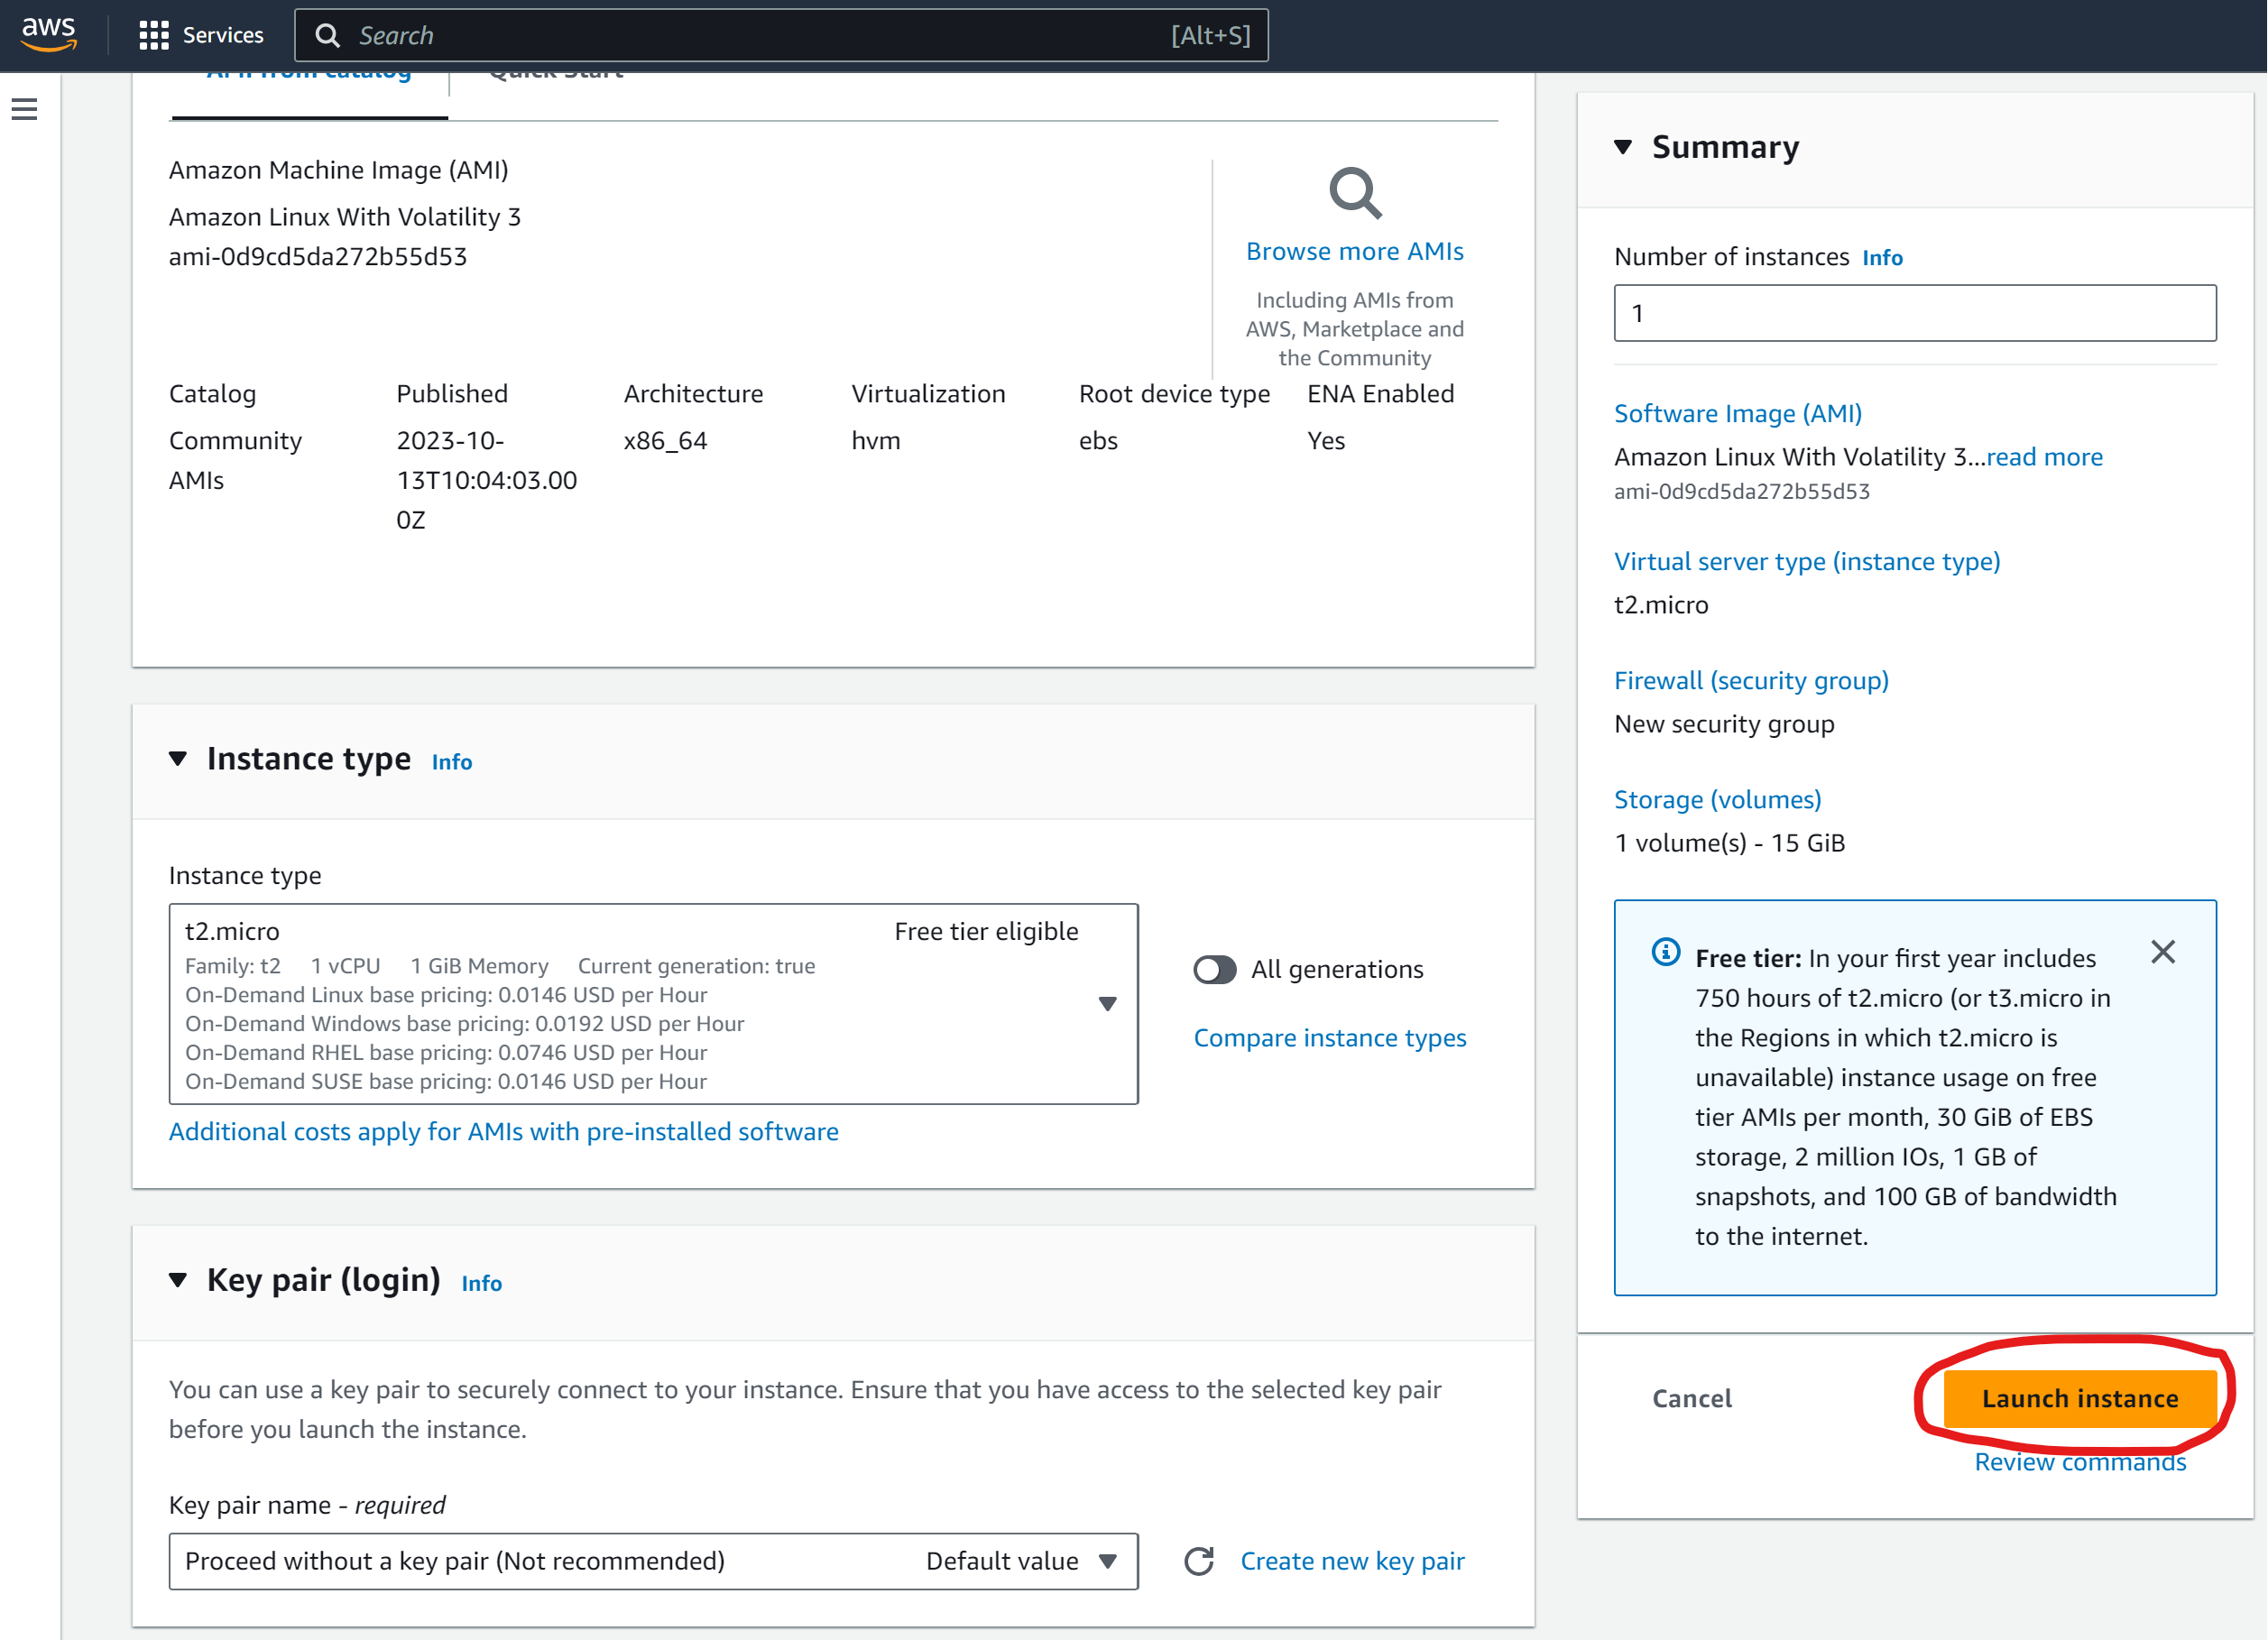 aws
Services
Search
[Alt+S]
AMI from catalog
Quick Start
Amazon Machine Image (AMI)
Amazon Linux With Volatility 3
ami-0d9cd5da272b55d53
Browse more AMIs
Including AMIs from
AWS, Marketplace and
the Community
Catalog
Published
Architecture
Virtualization
Root device type
ENA Enabled
Community
AMIs
2023-10-
13T10:04:03.00
0Z
x86_64
hvm
ebs
Yes
Instance type
Info
Instance type
t2.micro
Free tier eligible
Family: t2 1 vCPU 1 GiB Memory Current generation: true
On-Demand Linux base pricing: 0.0146 USD per Hour
On-Demand Windows base pricing: 0.0192 USD per Hour
On-Demand RHEL base pricing: 0.0746 USD per Hour
On-Demand SUSE base pricing: 0.0146 USD per Hour
All generations
Compare instance types
Additional costs apply for AMIs with pre-installed software
Key pair (login)
Info
You can use a key pair to securely connect to your instance. Ensure that you have access to the selected key pair
before you launch the instance.
Key pair name - required
Proceed without a key pair (Not recommended)
Default value
Create new key pair
Summary
Number of instances
Info
1
Software Image (AMI)
Amazon Linux With Volatility 3...read more
ami-0d9cd5da272b55d53
Virtual server type (instance type)
t2.micro
Firewall (security group)
New security group
Storage (volumes)
1 volume(s) - 15 GiB
Free tier: In your first year includes
750 hours of t2.micro (or t3.micro in
the Regions in which t2.micro is
unavailable) instance usage on free
tier AMIs per month, 30 GiB of EBS
storage, 2 million IOs, 1 GB of
snapshots, and 100 GB of bandwidth
to the internet.
Cancel
Launch instance
Review commands